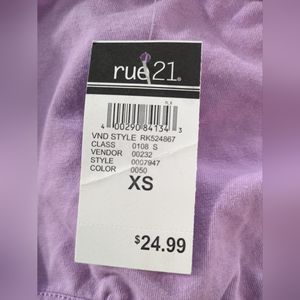 rue21®
4 00290 84134 3
VND STYLE RK524867
CLASS 0108 S
VENDOR 00232
STYLE 0007947
COLOR 0050
XS
$24.99